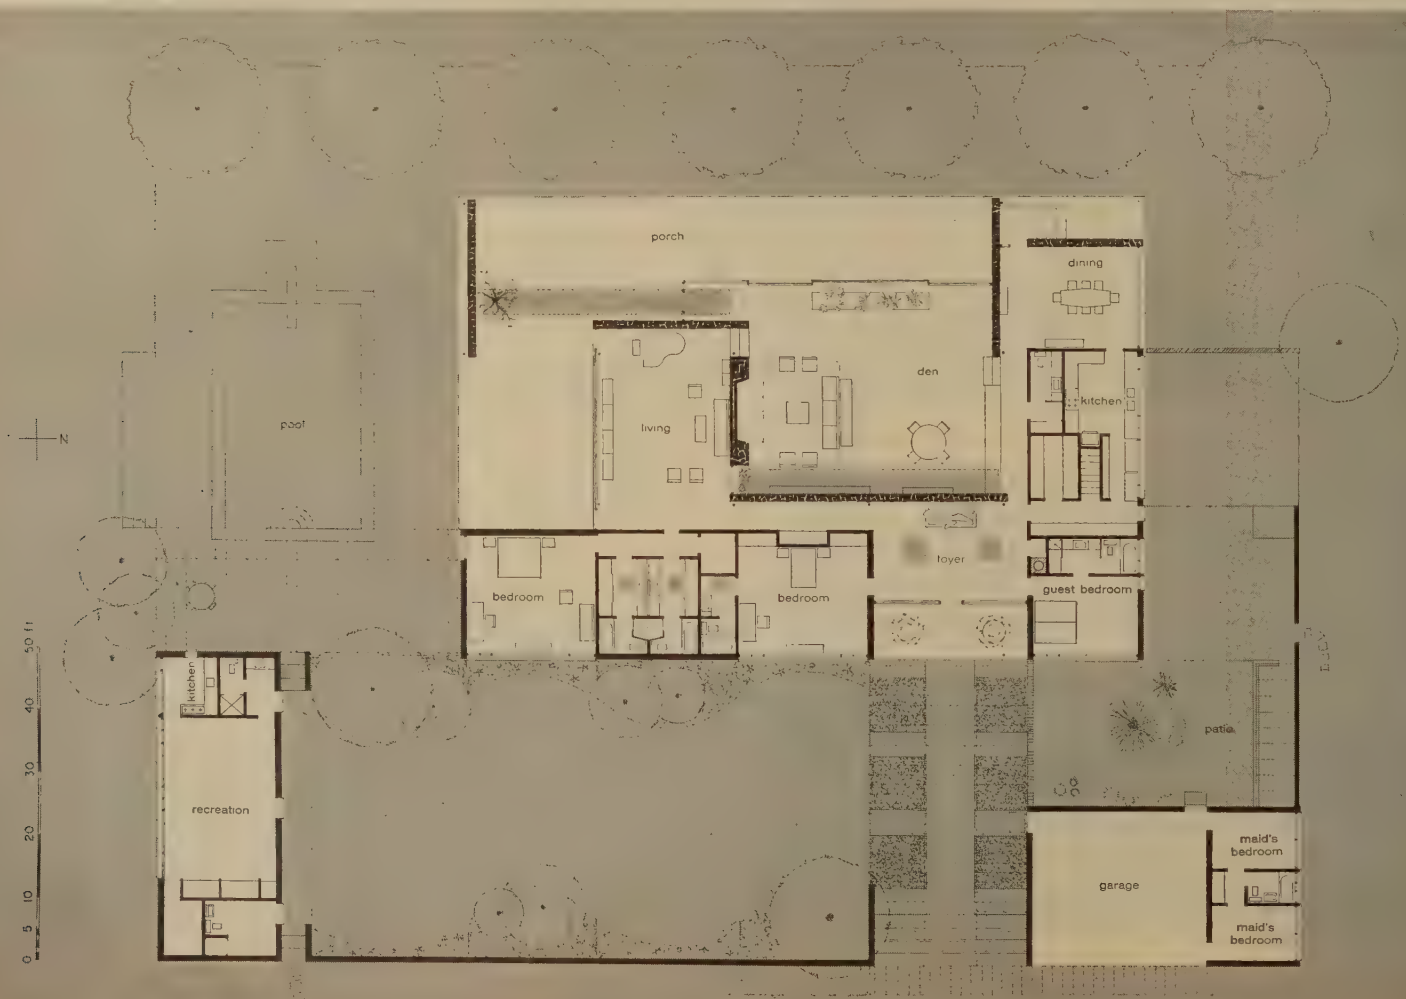 porch
dining
den
kitchen
pool
N
living
foyer
bedroom
bedroom
guest bedroom
kitchen
patio
recreation
garage
maid's
bedroom
maid's
bedroom
0 5 10 20 30 40 50 ft